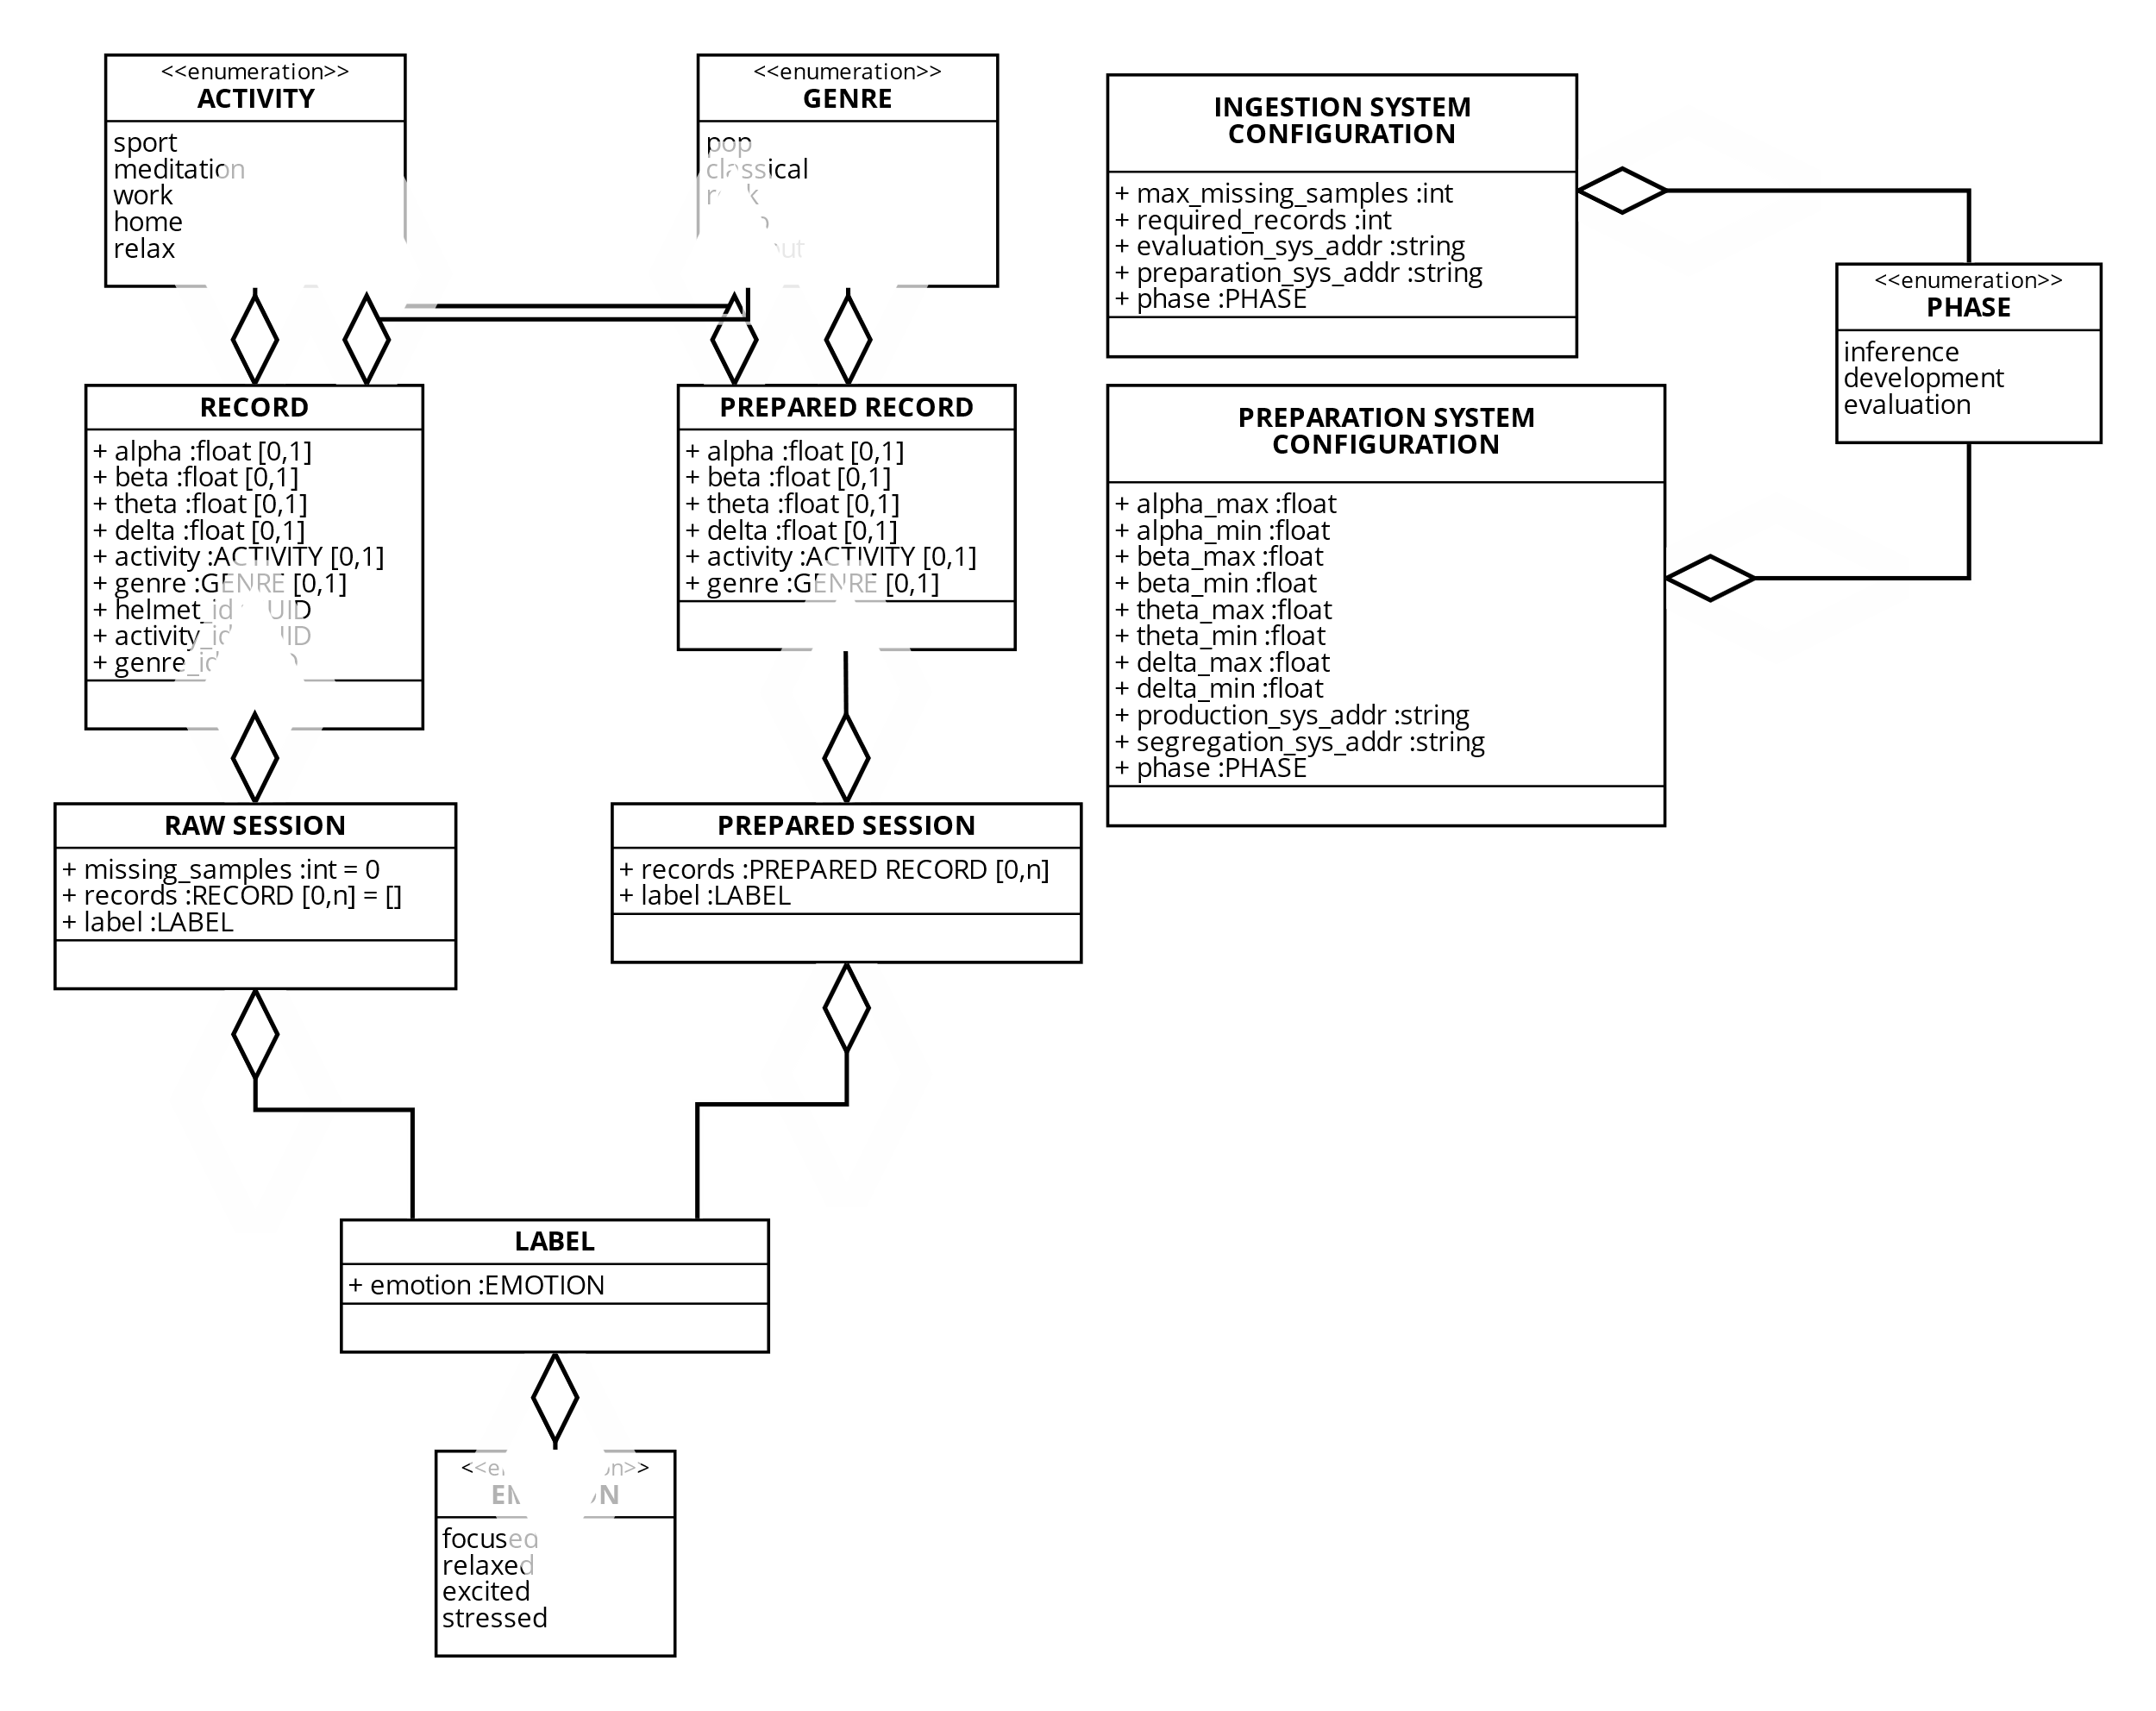 <<enumeration>>
ACTIVITY
sport
meditation
work
home
relax
<<enumeration>>
GENRE
pop
classical
INGESTION SYSTEM
CONFIGURATION
+ max_missing_samples :int
+ required_records :int
+ evaluation_sys_addr :string
+ preparation_sys_addr :string
+ phase :PHASE
<<enumeration>>
PHASE
inference
development
evaluation
RECORD
+ alpha :float [0,1]
+ beta :float [0,1]
+ theta :float [0,1]
+ delta :float [0,1]
+ activity :ACTIVITY [0,1]
+ genre :GENRE [0,1]
+ helmet_id
+ activity_id
+
PREPARED RECORD
+ alpha :float [0,1]
+ beta :float [0,1]
+ theta :float [0,1]
+ delta :float [0,1]
+ activity :ACTIVITY [0,1]
+ genre :GENRE [0,1]
PREPARATION SYSTEM
CONFIGURATION
+ alpha_max :float
+ alpha_min :float
+ beta_max :float
+ beta_min :float
+ theta_max :float
+ theta_min :float
+ delta_max :float
+ delta_min :float
+ production_sys_addr :string
+ segregation_sys_addr :string
+ phase :PHASE
RAW SESSION
+ missing_samples :int = 0
+ records :RECORD [0,n] = []
+ label :LABEL
PREPARED SESSION
+ records :PREPARED RECORD [0,n]
+ label :LABEL
LABEL
+ emotion :EMOTION
focused
relaxed
excited
stressed